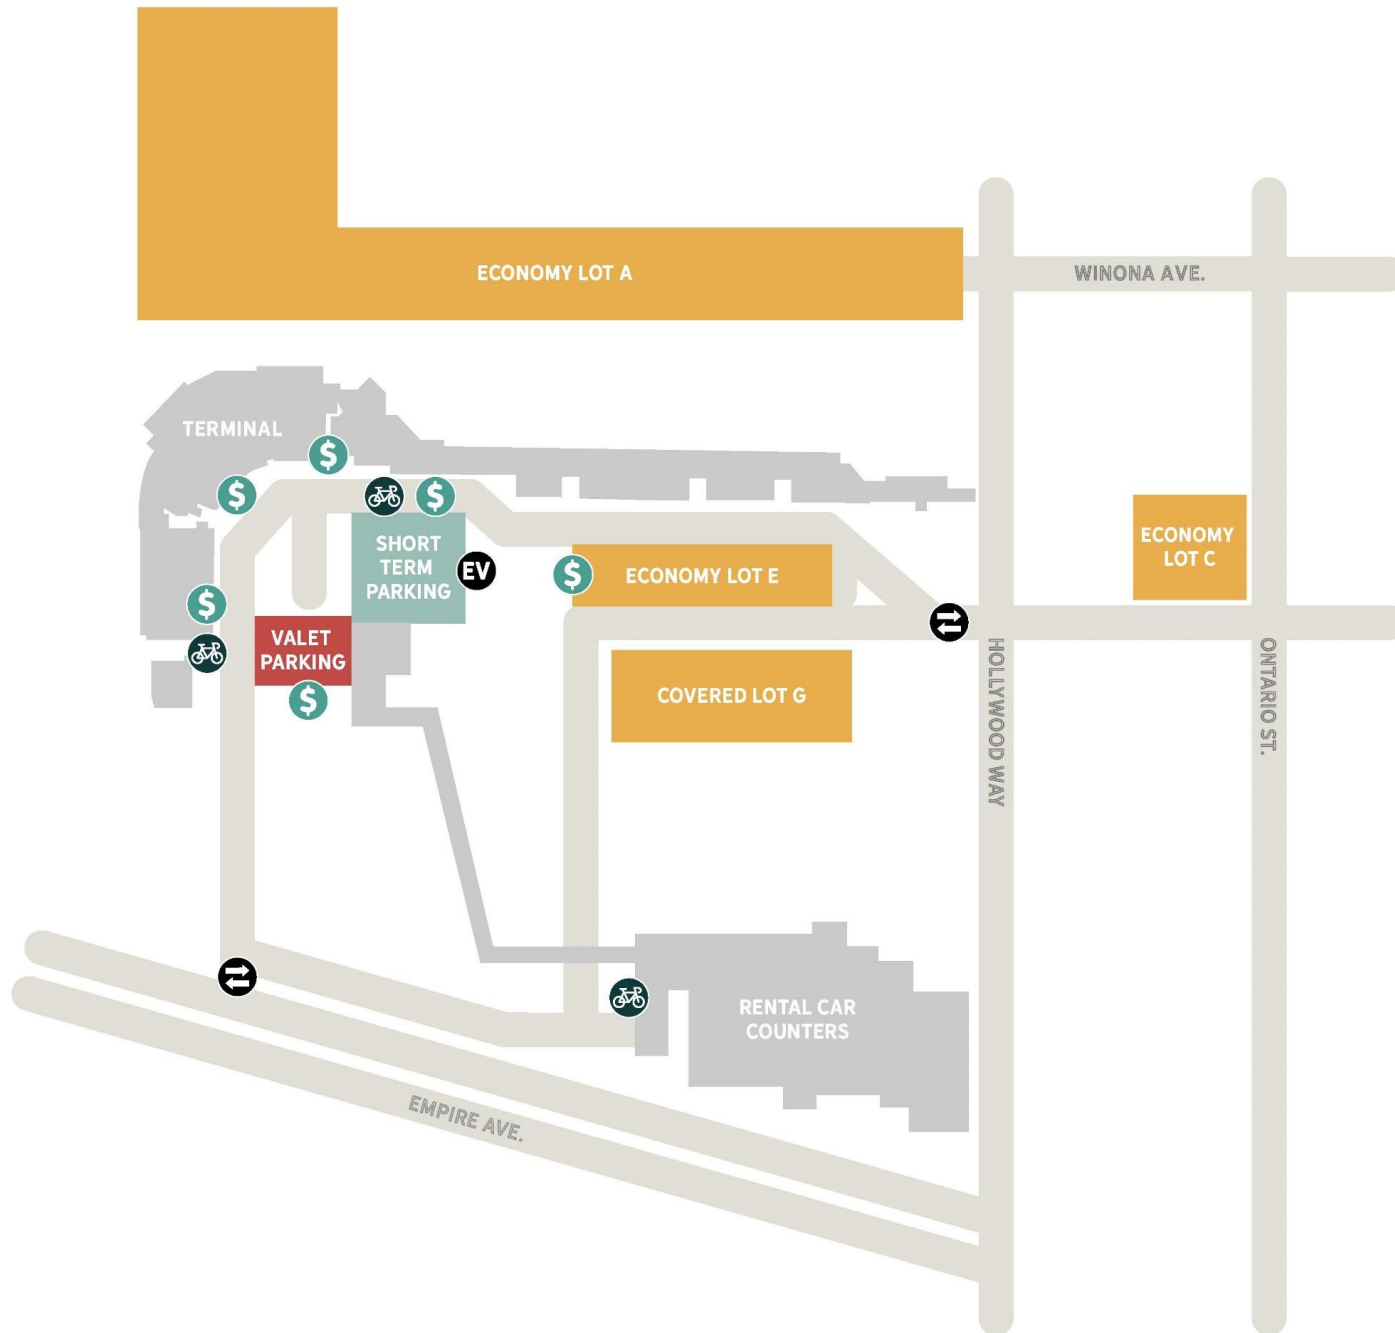 ECONOMY LOT A
WINONA AVE.
TERMINAL
$
$
$
SHORT
TERM
PARKING
EV
$
ECONOMY LOT E
ECONOMY
LOT C
$
VALET
PARKING
$
COVERED LOT G
HOLLYWOOD WAY
ONTARIO ST.
RENTAL CAR
COUNTERS
EMPIRE AVE.